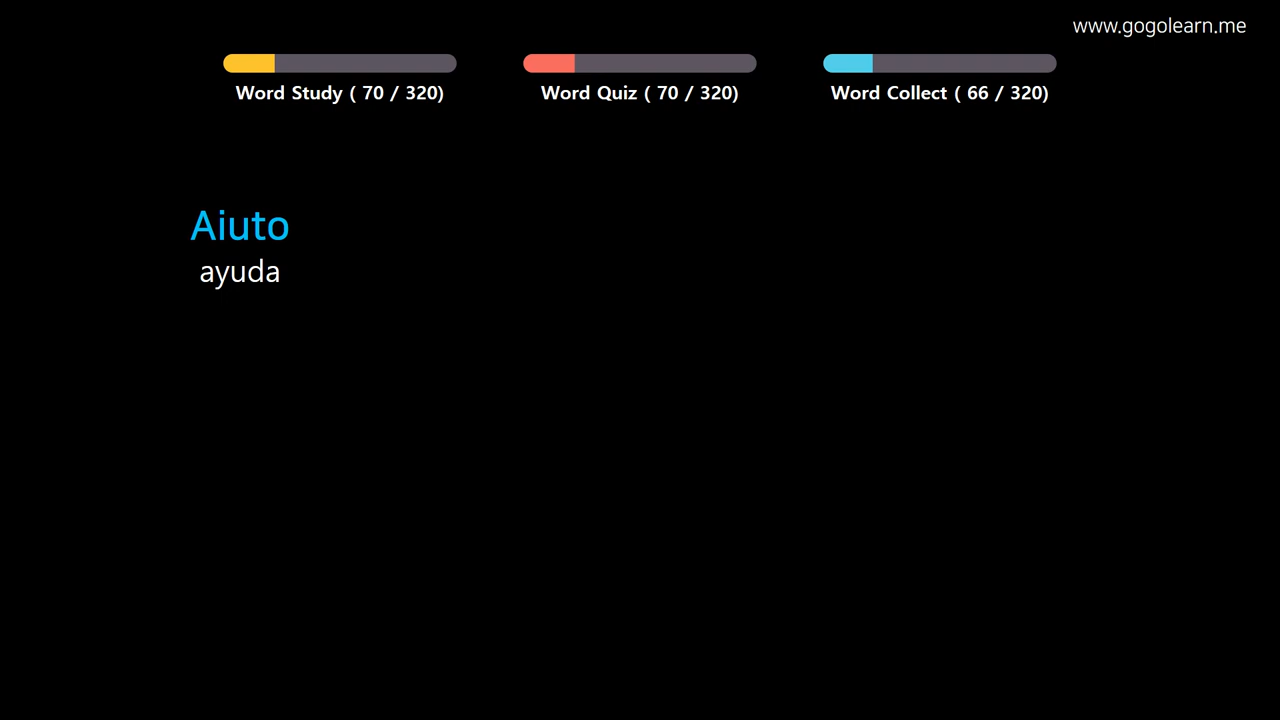 www.gogolearn.me
Word Study ( 70 / 320)
Word Quiz ( 70 / 320)
Word Collect ( 66 / 320)
Aiuto
ayuda